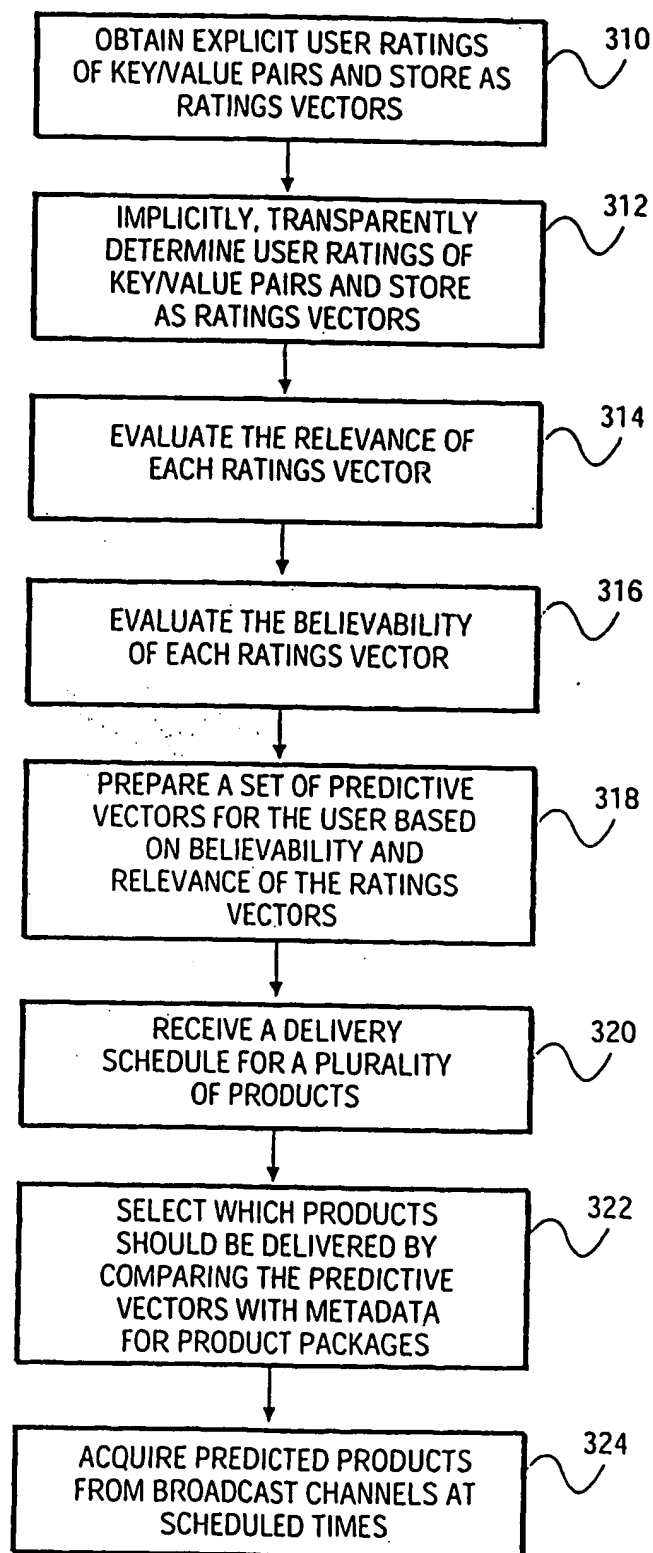 OBTAIN EXPLICIT USER RATINGS
OF KEY/VALUE PAIRS AND STORE AS
RATINGS VECTORS
310
IMPLICITLY, TRANSPARENTLY
DETERMINE USER RATINGS OF
KEY/VALUE PAIRS AND STORE
AS RATINGS VECTORS
312
EVALUATE THE RELEVANCE OF
EACH RATINGS VECTOR
314
EVALUATE THE BELIEVABILITY
OF EACH RATINGS VECTOR
316
PREPARE A SET OF PREDICTIVE
VECTORS FOR THE USER BASED
ON BELIEVABILITY AND
RELEVANCE OF THE RATINGS
VECTORS
318
RECEIVE A DELIVERY
SCHEDULE FOR A PLURALITY
OF PRODUCTS
320
SELECT WHICH PRODUCTS
SHOULD BE DELIVERED BY
COMPARING THE PREDICTIVE
VECTORS WITH METADATA
FOR PRODUCT PACKAGES
322
ACQUIRE PREDICTED PRODUCTS
FROM BROADCAST CHANNELS AT
SCHEDULED TIMES
324